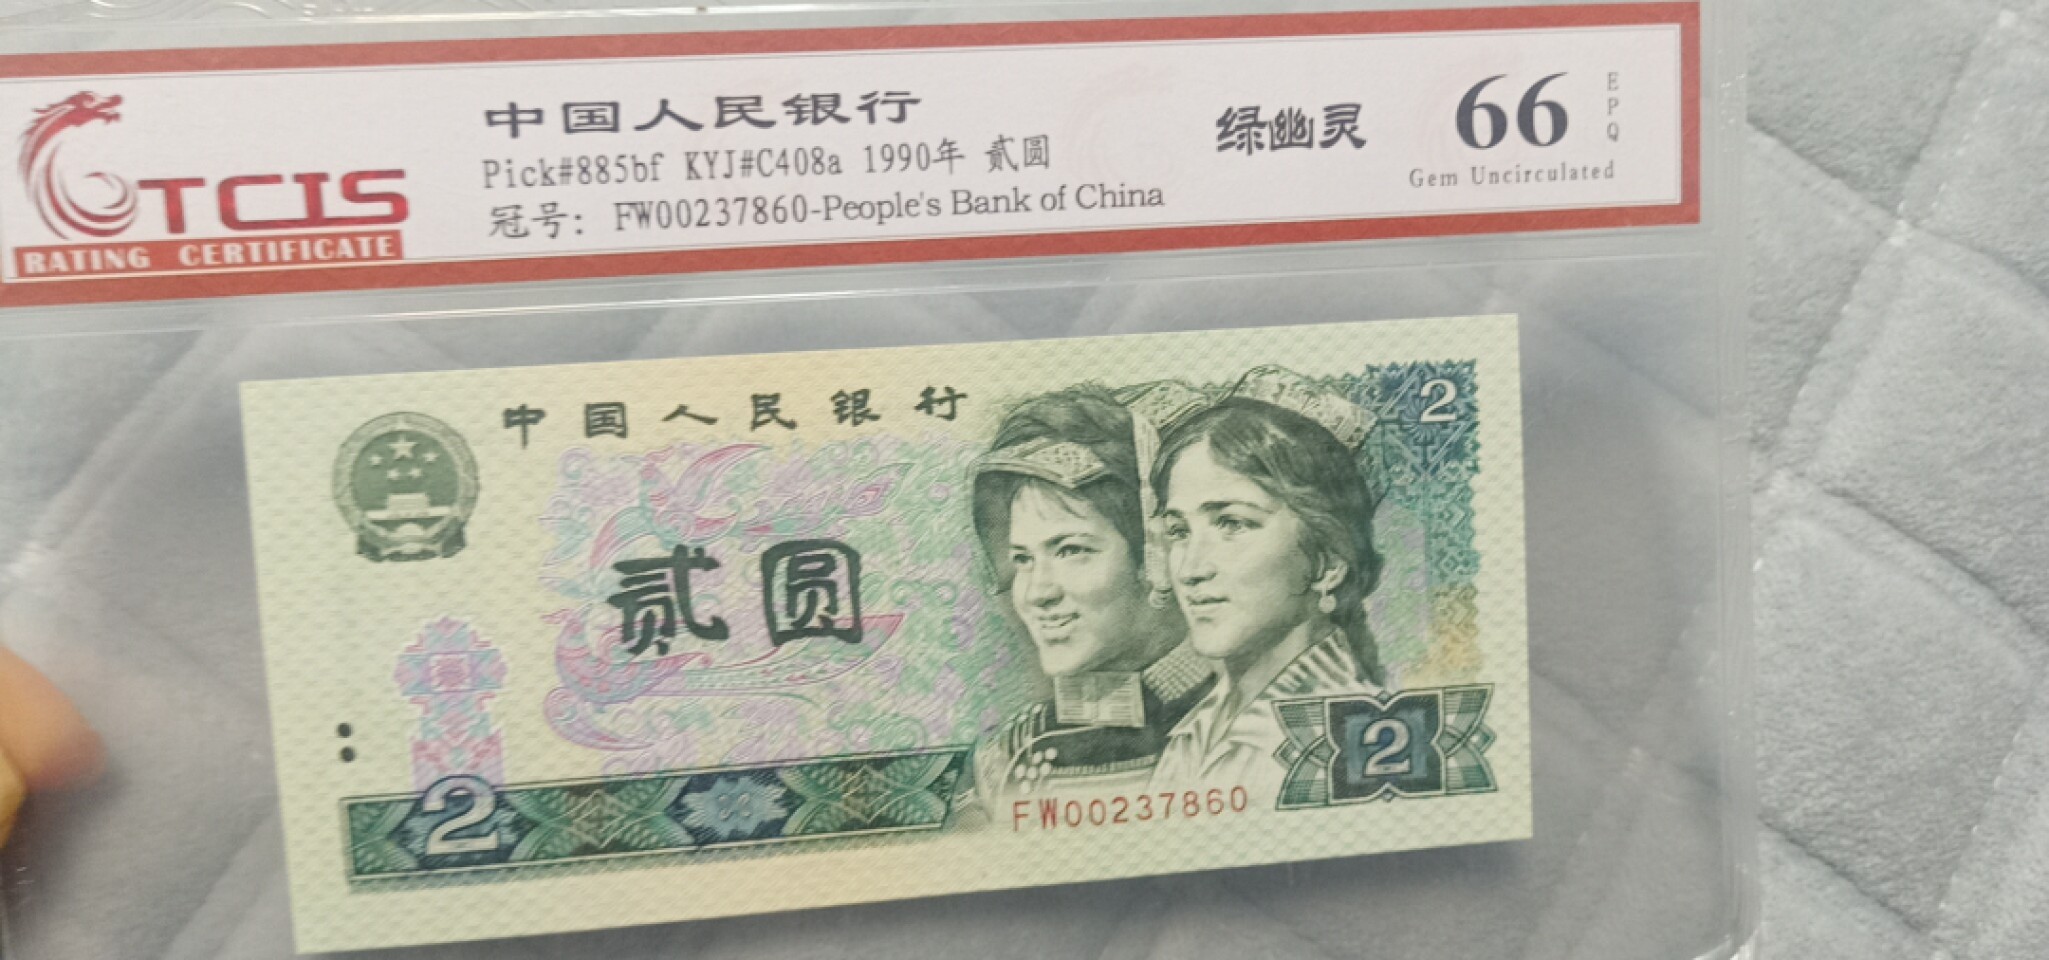 TCIS
RATING CERTIFICATE
中国人民银行
Pick#885bf KYJ#C408a 1990年 贰圆
冠号: FW00237860-People's Bank of China
绿幽灵
66
EPQ
Gem Uncirculated
中国人民银行
2
贰圆
2
2
FW00237860